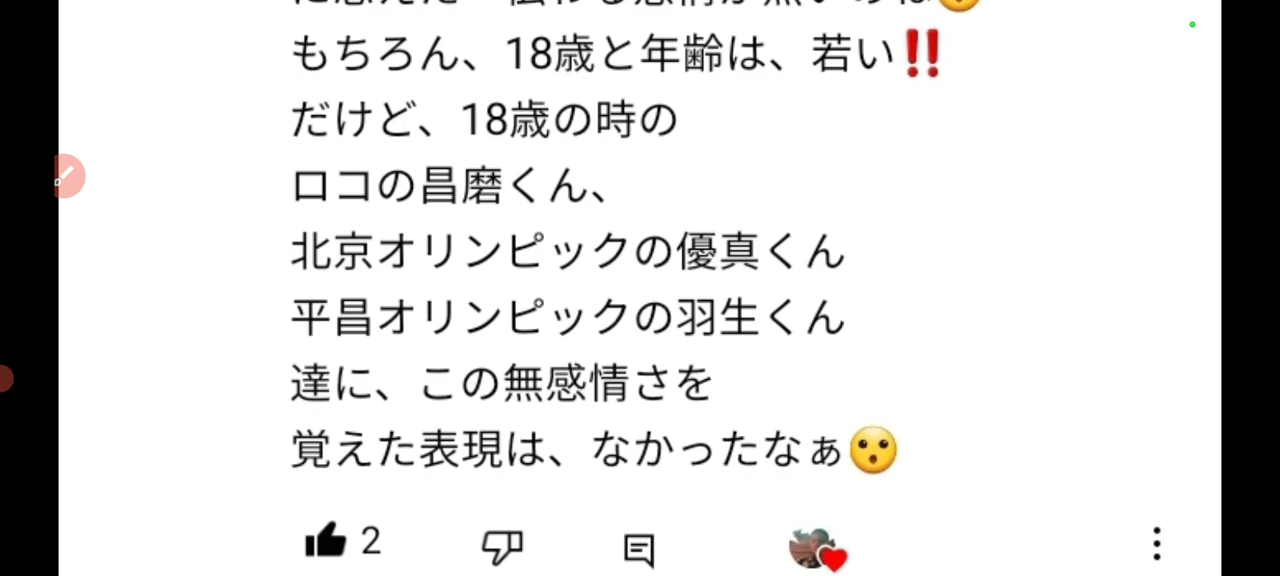 もちろん、18歳と年齢は、若い‼️
だけど、18歳の時の
ロコの昌磨くん、
北京オリンピックの優真くん
平昌オリンピックの羽生くん
達に、この無感情さを
覚えた表現は、なかったなぁ😮
2